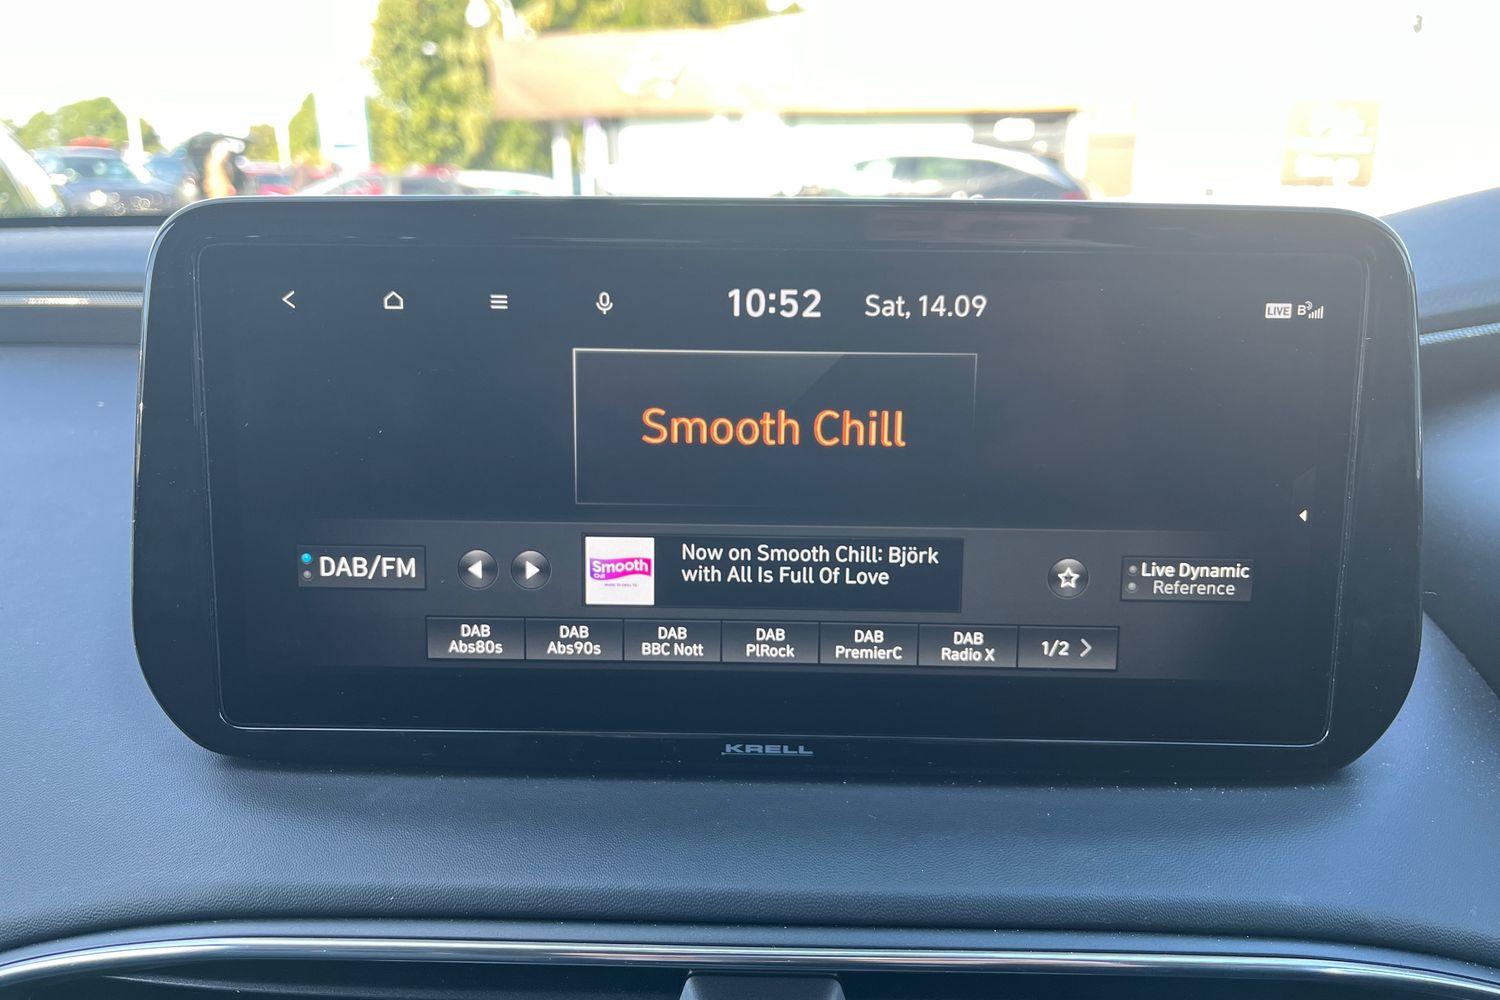 10:52 Sat, 14.09
LIVE B
Smooth Chill
DAB/FM
Smooth
Chill
Now on Smooth Chill: Björk
with All Is Full Of Love
Live Dynamic
Reference
DAB
Abs80s
DAB
Abs90s
DAB
BBC Nott
DAB
PlRock
DAB
PremierC
DAB
Radio X
1/2
KRELL